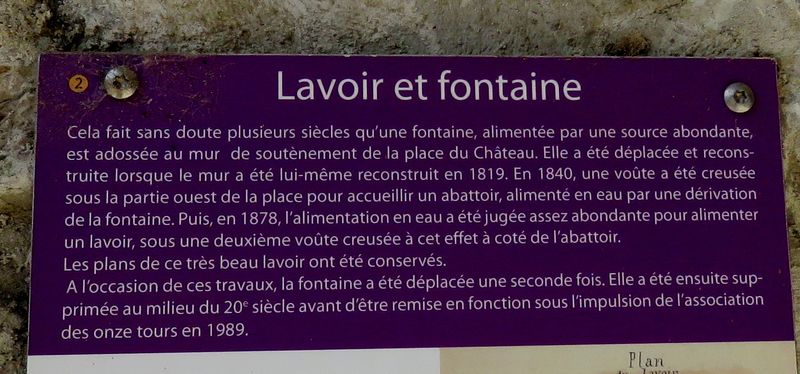 2
Lavoir et fontaine
Cela fait sans doute plusieurs siècles qu'une fontaine, alimentée par une source abondante,
est adossée au mur de soutènement de la place du Château. Elle a été déplacée et recons-
truite lorsque le mur a été lui-même reconstruit en 1819. En 1840, une voûte a été creusée
sous la partie ouest de la place pour accueillir un abattoir, alimenté en eau par une dérivation
de la fontaine. Puis, en 1878, l'alimentation en eau a été jugée assez abondante pour alimenter
un lavoir, sous une deuxième voûte creusée à cet effet à coté de l'abattoir.
Les plans de ce très beau lavoir ont été conservés.
A l'occasion de ces travaux, la fontaine a été déplacée une seconde fois. Elle a été ensuite sup-
primée au milieu du 20e siècle avant d'être remise en fonction sous l'impulsion de l'association
des onze tours en 1989.
Plan
du Lavoir